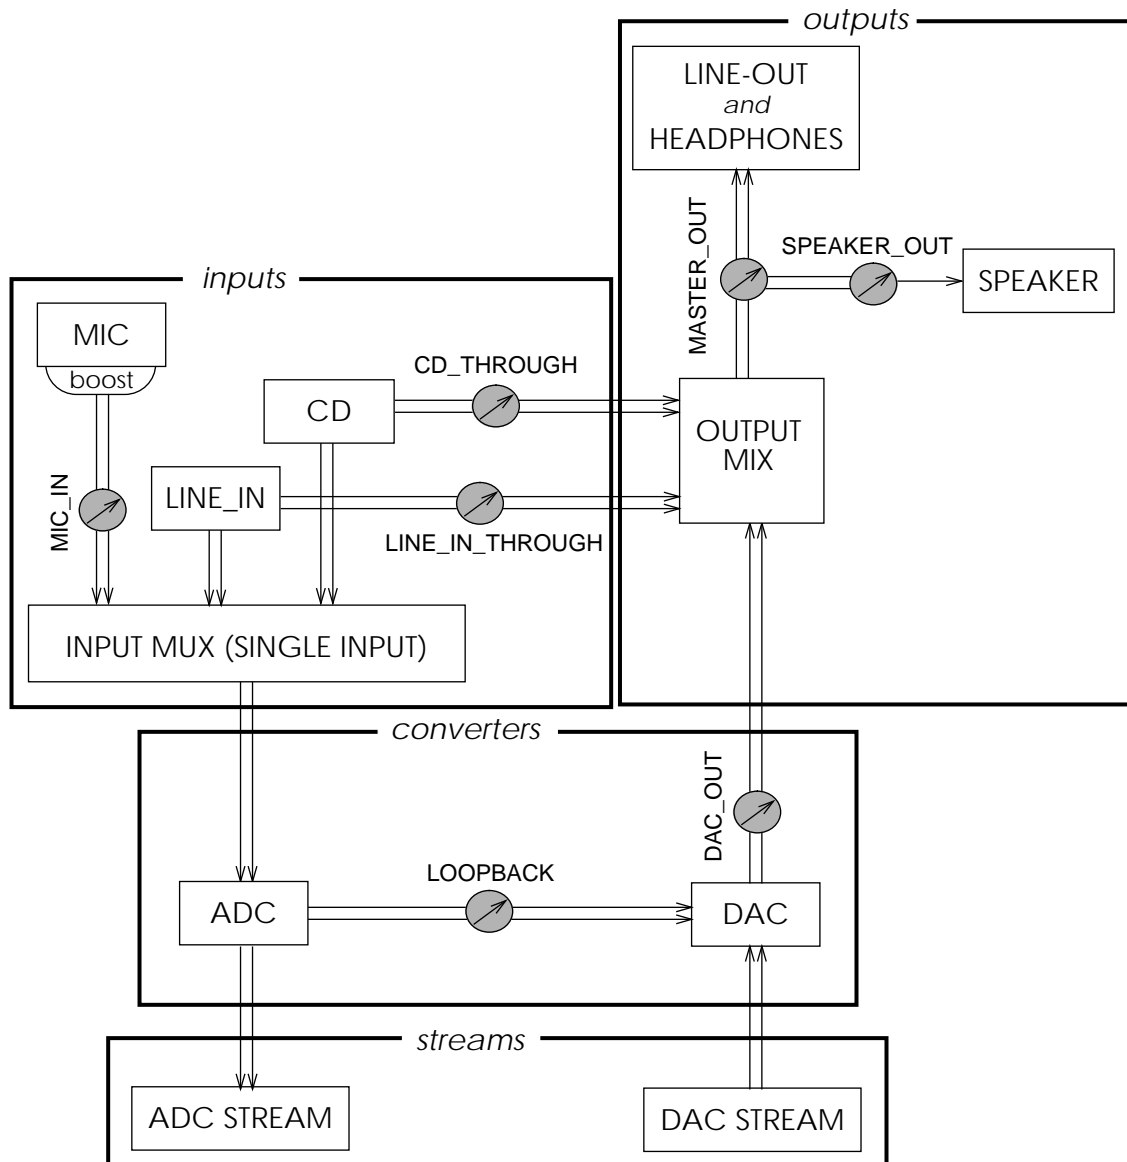 outputs
LINE-OUT
and
HEADPHONES
MASTER_OUT
SPEAKER_OUT
SPEAKER
inputs
MIC
boost
CD_THROUGH
CD
OUTPUT
MIX
MIC_IN
LINE_IN
LINE_IN_THROUGH
INPUT MUX (SINGLE INPUT)
converters
DAC_OUT
LOOPBACK
ADC
DAC
streams
ADC STREAM
DAC STREAM